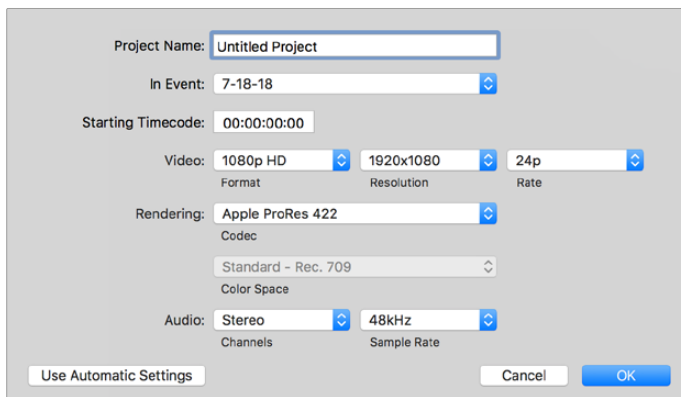 Project Name: Untitled Project
In Event: 7-18-18
Starting Timecode: 00:00:00:00
Video: 1080p HD 1920x1080 24p
Format Resolution Rate
Rendering: Apple ProRes 422
Codec
Standard - Rec. 709
Color Space
Audio: Stereo 48kHz
Channels Sample Rate
Use Automatic Settings Cancel OK